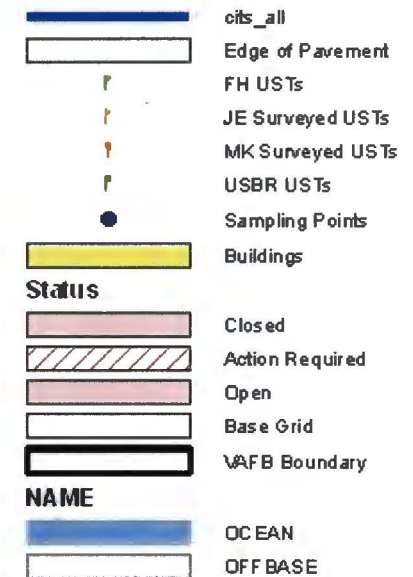 cits_all
Edge of Pavement
FH USTs
JE Surveyed USTs
MK Surveyed USTs
USBR USTs
Sampling Points
Buildings
Status
Closed
Action Required
Open
Base Grid
VAFB Boundary
NAME
OCEAN
OFF BASE